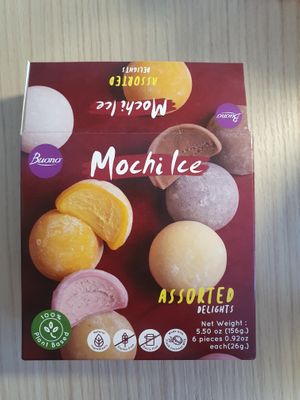 ASSORTED
DELIGHTS
Mochi Ice
Buono
Buono
Mochi Ice
ASSORTED
DELIGHTS
Net Weight :
5.50 oz (156g.)
6 pieces 0.92oz
each(26g.)
100%
Plant Based